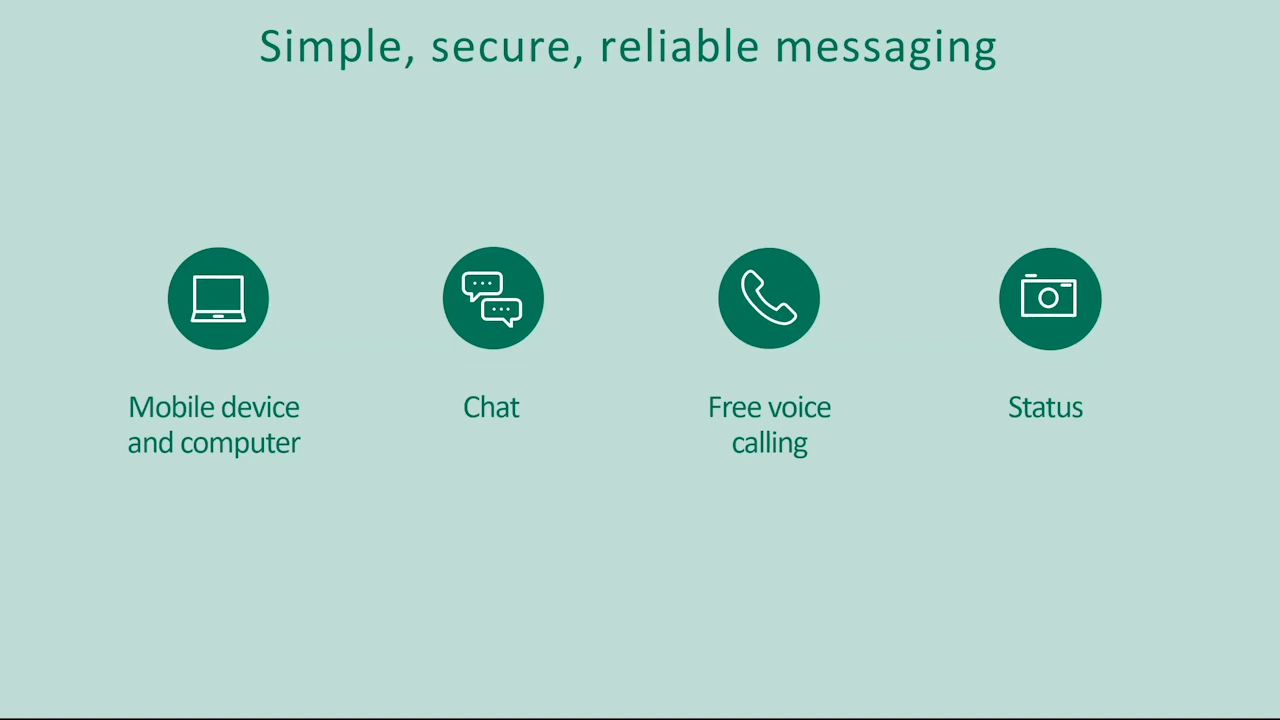 Simple, secure, reliable messaging
Mobile device
and computer
Chat
Free voice
calling
Status